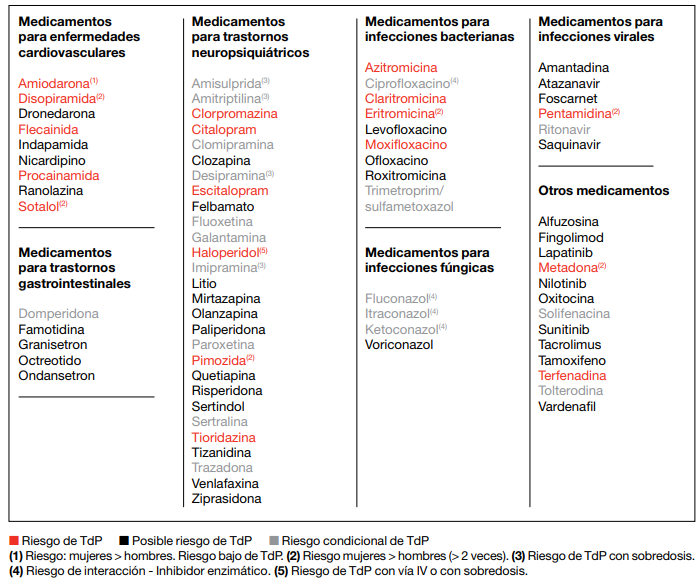 Medicamentos
para enfermedades
cardiovasculares
Amiodarona(1)
Disopiramida(2)
Dronedarona
Flecainida
Indapamida
Nicardipino
Procainamida
Ranolazina
Sotalol(2)
Medicamentos
para trastornos
gastrointestinales
Domperidona
Famotidina
Granisetron
Octreotido
Ondansetron
Medicamentos
para trastornos
neuropsiquiátricos
Amisulprida(3)
Amitriptilina(3)
Clorpromazina
Citalopram
Clomipramina
Clozapina
Desipramina(3)
Escitalopram
Felbamato
Fluoxetina
Galantamina
Haloperidol(5)
Imipramina(3)
Litio
Mirtazapina
Olanzapina
Paliperidona
Paroxetina
Pimozida(2)
Quetiapina
Risperidona
Sertindol
Sertralina
Tioridazina
Tizanidina
Trazadona
Venlafaxina
Ziprasidona
Medicamentos para
infecciones bacterianas
Azitromicina
Ciprofloxacino(4)
Claritromicina
Eritromicina(2)
Levofloxacino
Moxifloxacino
Ofloxacino
Roxitromicina
Trimetroprim/
sulfametoxazol
Medicamentos para
infecciones fúngicas
Fluconazol(4)
Itraconazol(4)
Ketoconazol(4)
Voriconazol
Medicamentos para
infecciones virales
Amantadina
Atazanavir
Foscarnet
Pentamidina(2)
Ritonavir
Saquinavir
Otros medicamentos
Alfuzosina
Fingolimod
Lapatinib
Metadona(2)
Nilotinib
Oxitocina
Solifenacina
Sunitinib
Tacrolimus
Tamoxifeno
Terfenadina
Tolterodina
Vardenafil
Riesgo de TdP Posible riesgo de TdP Riesgo condicional de TdP
(1) Riesgo: mujeres > hombres. Riesgo bajo de TdP. (2) Riesgo mujeres > hombres (> 2 veces). (3) Riesgo de TdP con sobredosis.
(4) Riesgo de interacción - Inhibidor enzimático. (5) Riesgo de TdP con vía IV o con sobredosis.